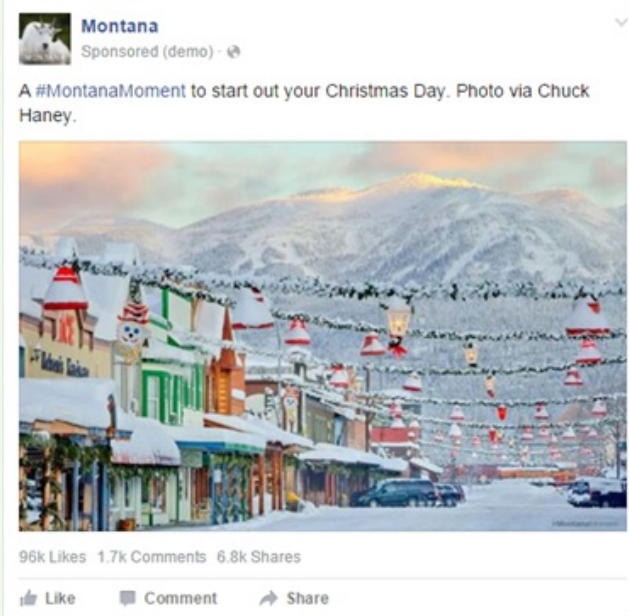 Montana
Sponsored (demo) ·
A #MontanaMoment to start out your Christmas Day. Photo via Chuck
Haney.
96k Likes 1.7k Comments 6.8k Shares
Like Comment Share